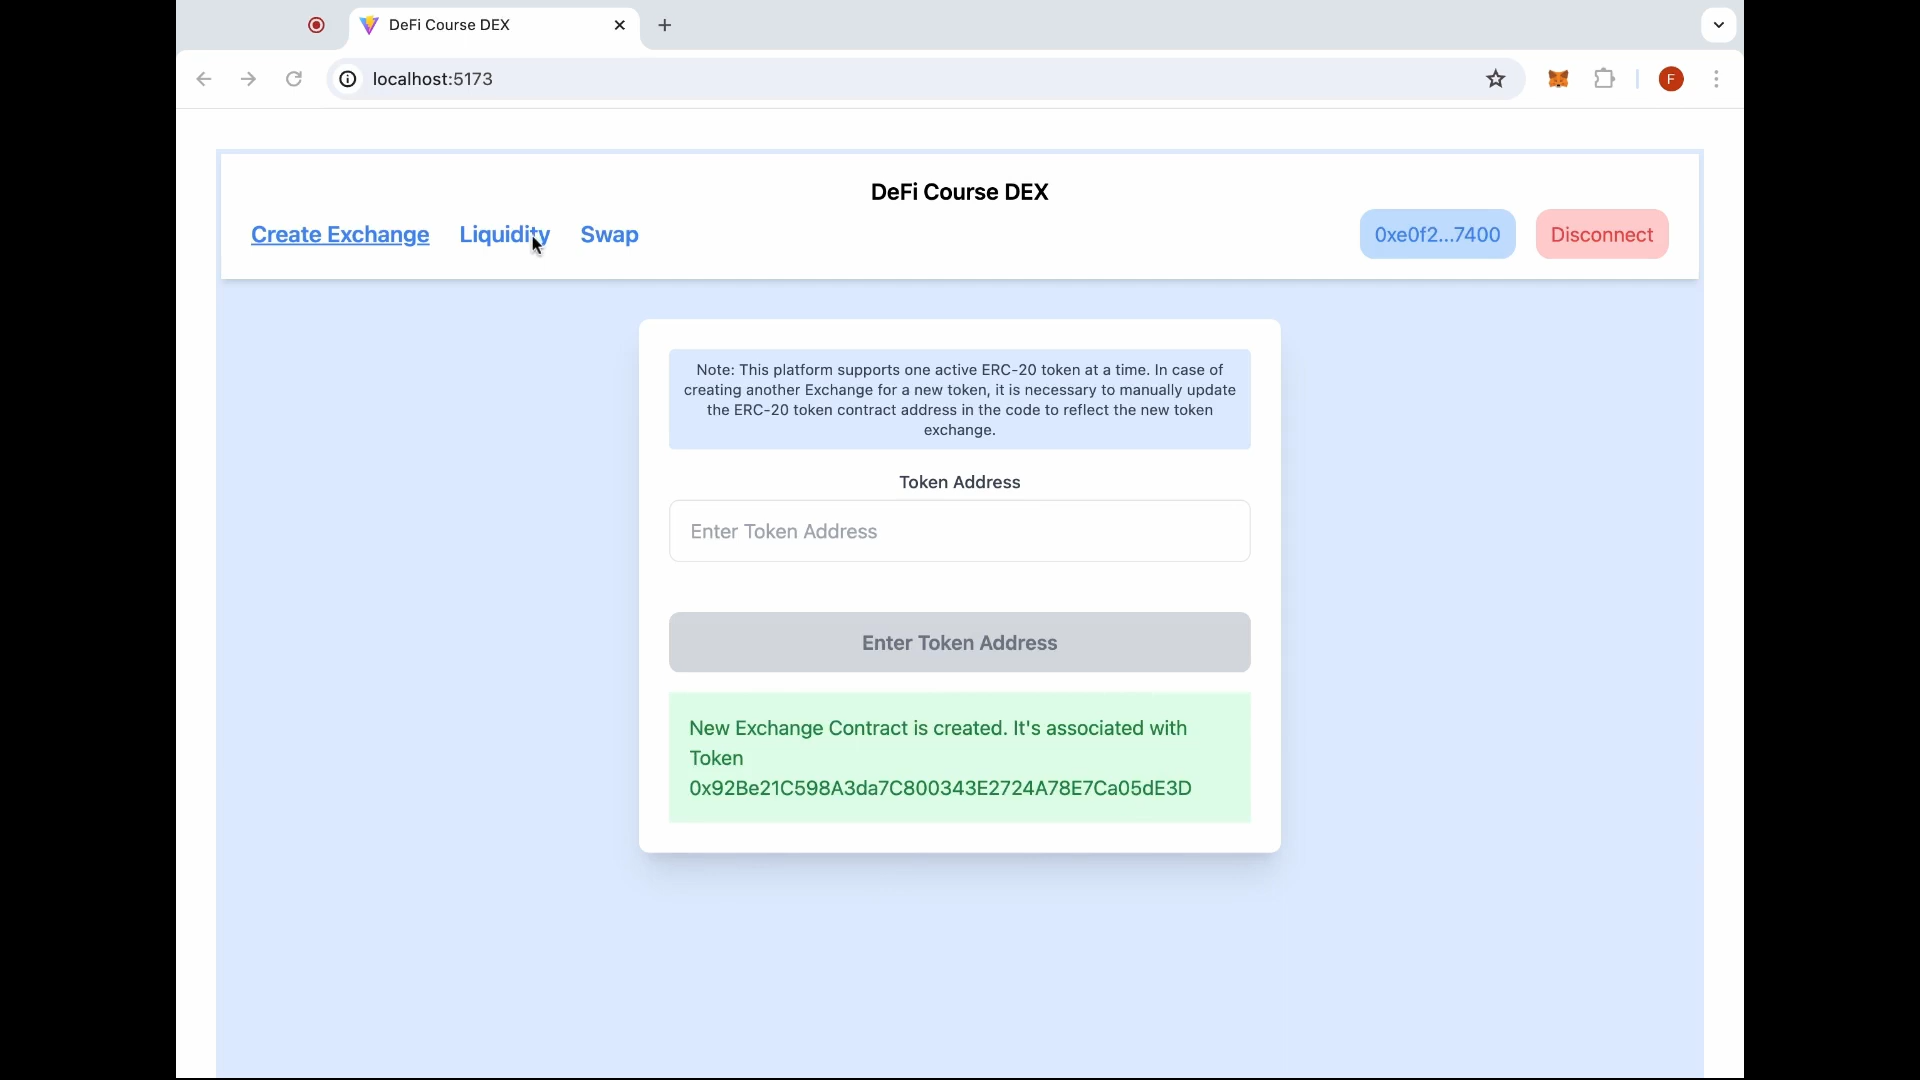 DeFi Course DEX
localhost:5173
F
DeFi Course DEX
Create Exchange Liquidity Swap 0xe0f2...7400 Disconnect
Note: This platform supports one active ERC-20 token at a time. In case of
creating another Exchange for a new token, it is necessary to manually update
the ERC-20 token contract address in the code to reflect the new token
exchange.
Token Address
Enter Token Address
Enter Token Address
New Exchange Contract is created. It's associated with
Token
0x92Be21C598A3da7C800343E2724A78E7Ca05dE3D